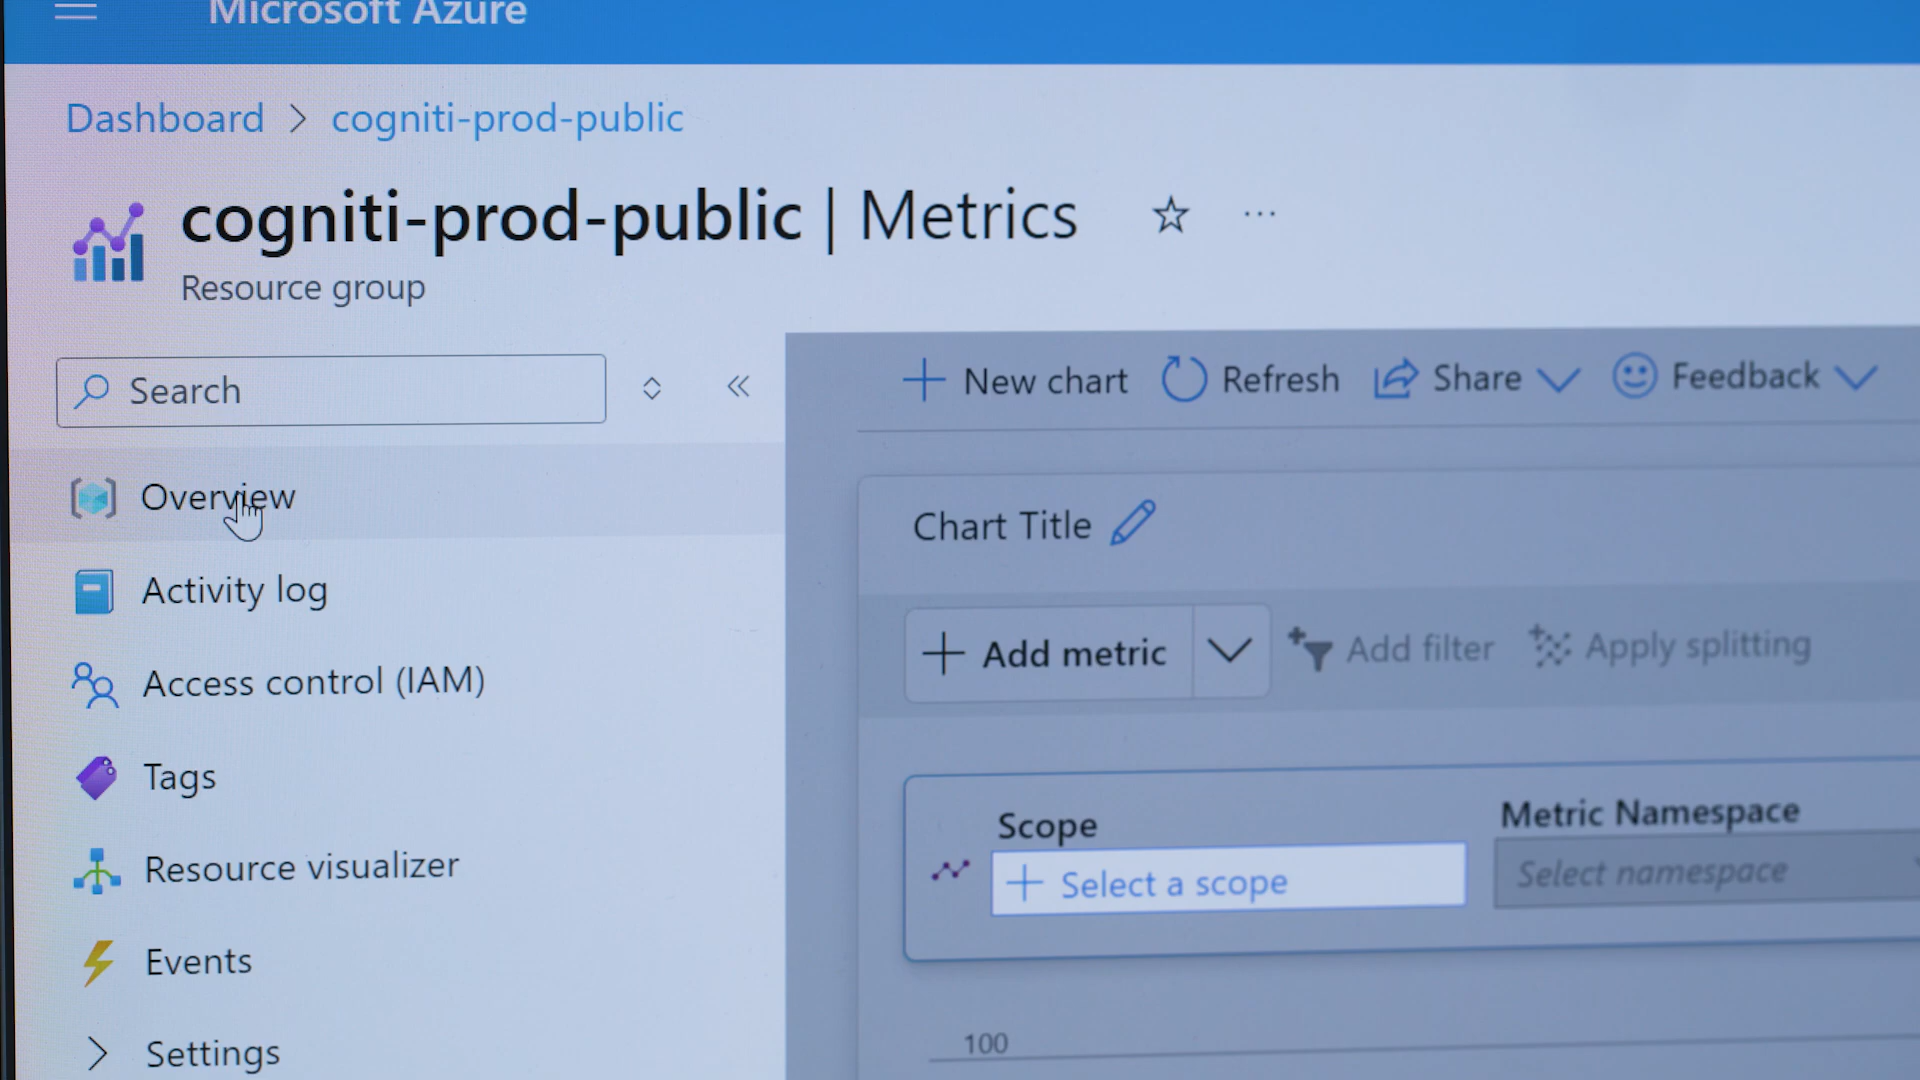 Microsoft Azure
Dashboard > cogniti-prod-public
cogniti-prod-public | Metrics
Resource group
Search
Overview
Activity log
Access control (IAM)
Tags
Resource visualizer
Events
Settings
New chart Refresh Share Feedback
Chart Title
Add metric Add filter Apply splitting
Scope Metric Namespace
Select a scope Select namespace
100